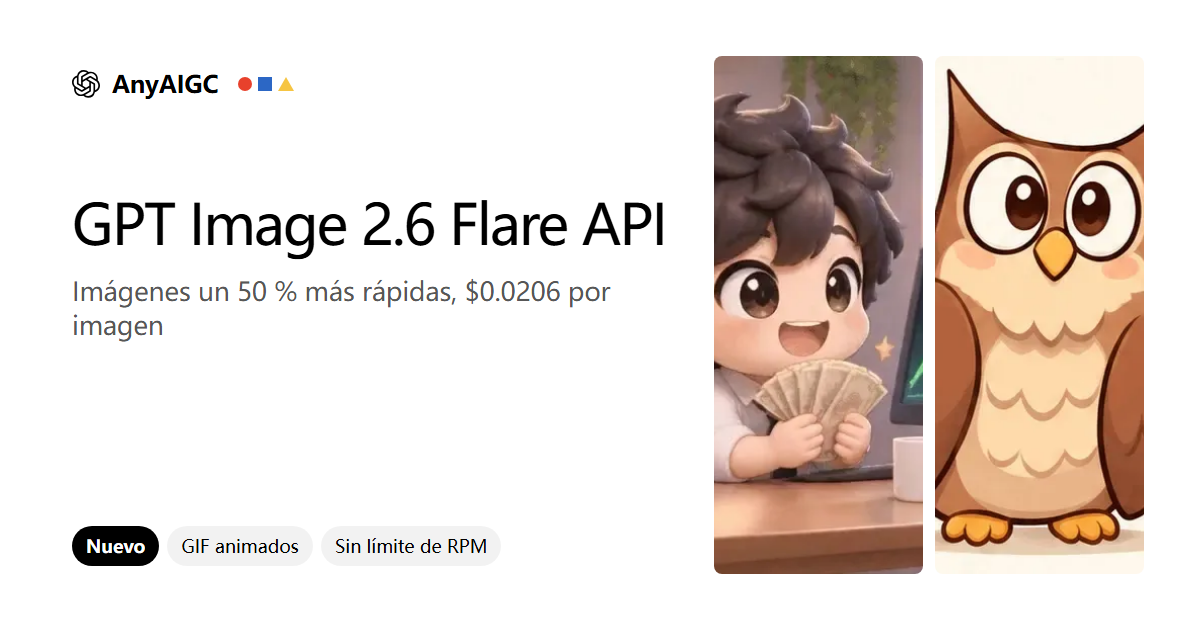 AnyAIGC
GPT Image 2.6 Flare API
Imágenes un 50 % más rápidas, $0.0206 por
imagen
Nuevo
GIF animados
Sin límite de RPM